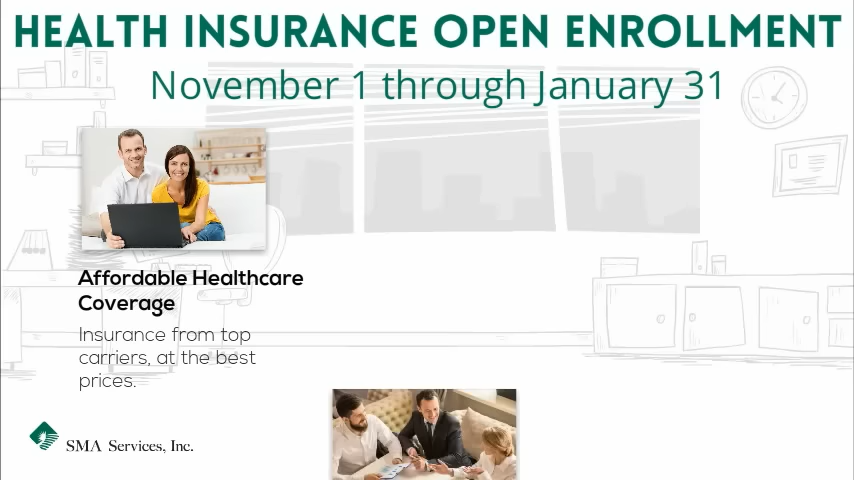 HEALTH INSURANCE OPEN ENROLLMENT
November 1 through January 31
Affordable Healthcare
Coverage
Insurance from top
carriers, at the best
prices.
SMA Services, Inc.